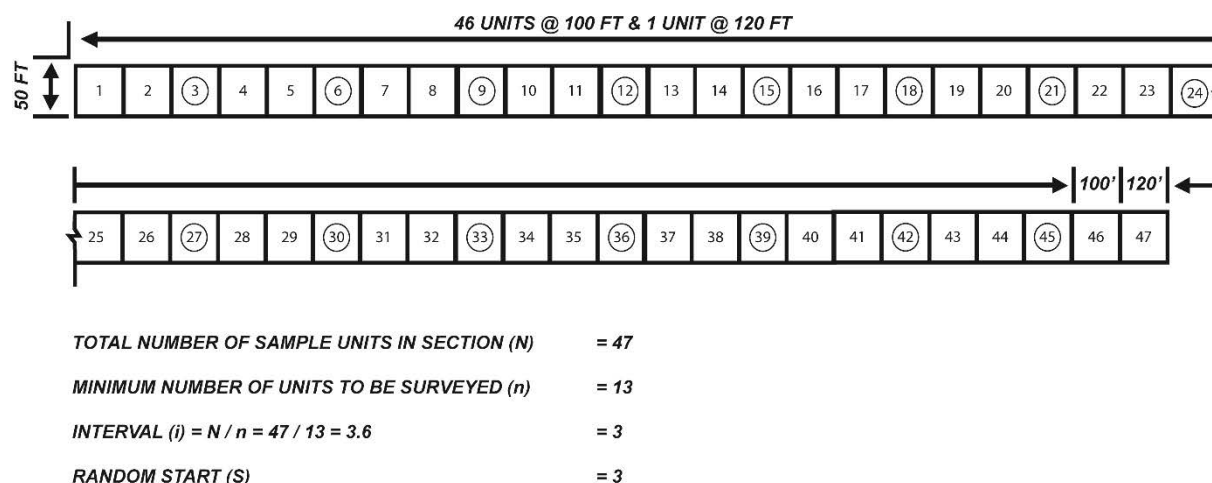 46 UNITS @ 100 FT & 1 UNIT @ 120 FT
50 FT
1 2 3 4 5 6 7 8 9 10 11 12 13 14 15 16 17 18 19 20 21 22 23 24
100' 120'
25 26 27 28 29 30 31 32 33 34 35 36 37 38 39 40 41 42 43 44 45 46 47
TOTAL NUMBER OF SAMPLE UNITS IN SECTION (N) = 47
MINIMUM NUMBER OF UNITS TO BE SURVEYED (n) = 13
INTERVAL (i) = N / n = 47 / 13 = 3.6 = 3
RANDOM START (S) = 3